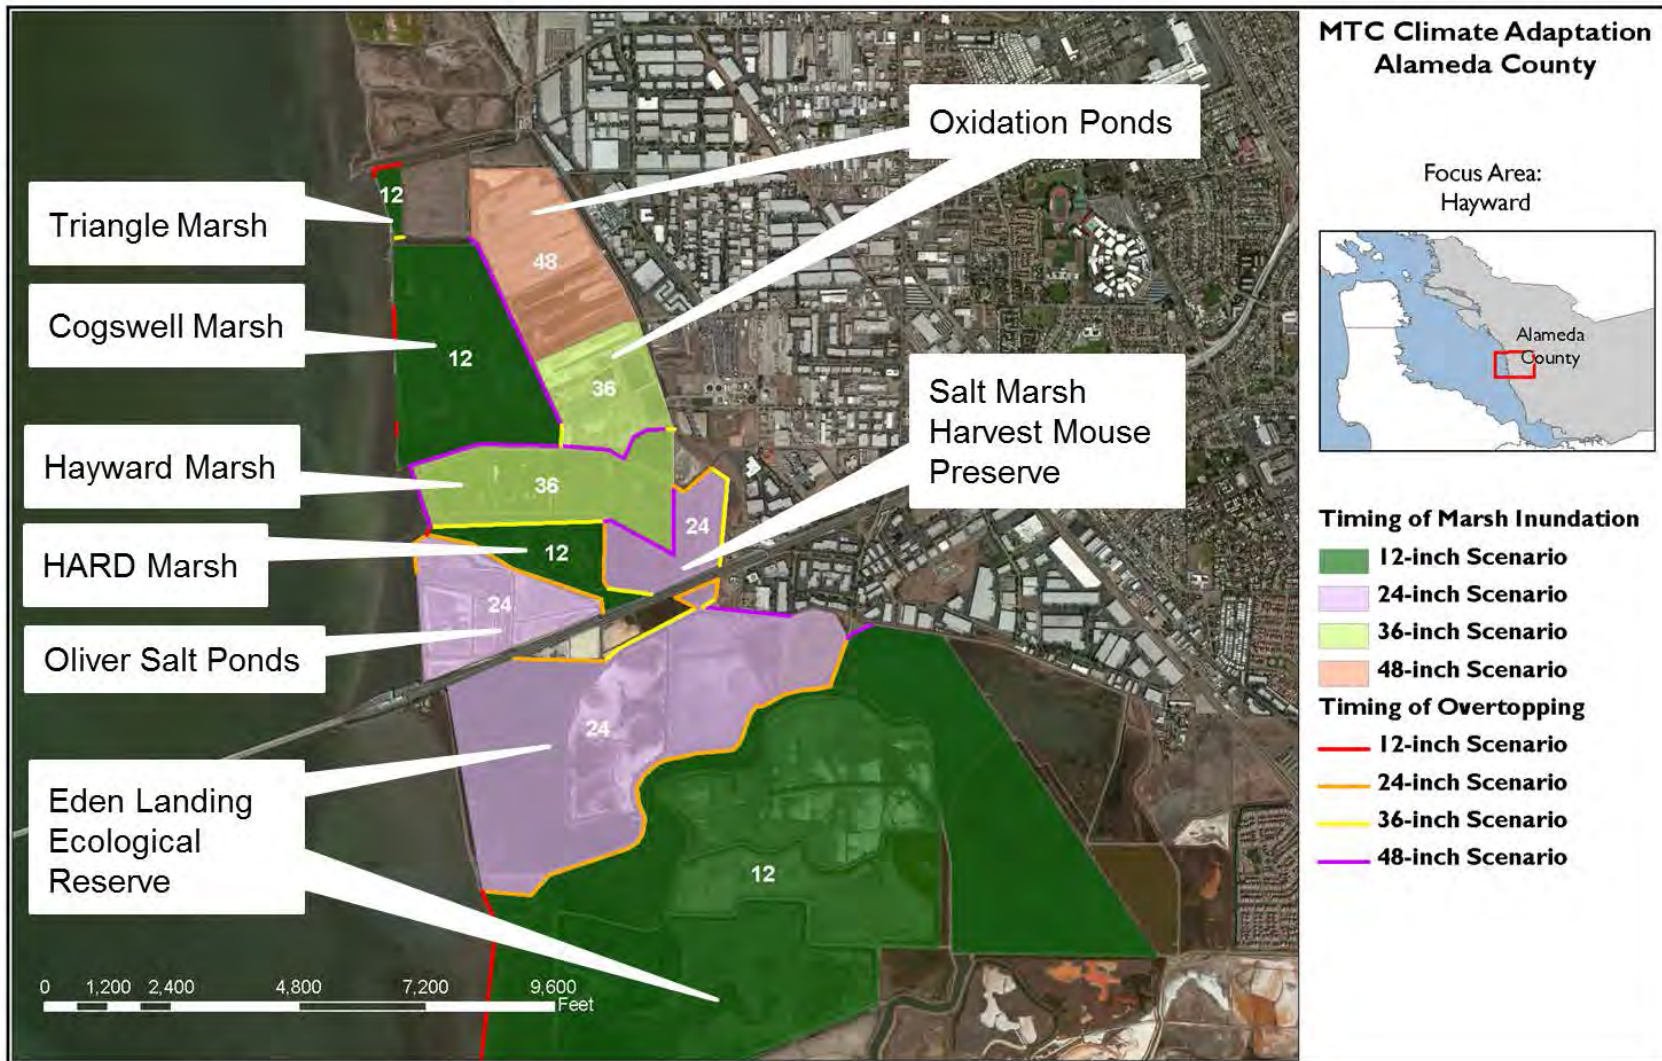 MTC Climate Adaptation
Alameda County
Focus Area:
Hayward
Alameda
County
Timing of Marsh Inundation
12-inch Scenario
24-inch Scenario
36-inch Scenario
48-inch Scenario
Timing of Overtopping
12-inch Scenario
24-inch Scenario
36-inch Scenario
48-inch Scenario
Oxidation Ponds
Triangle Marsh
Cogswell Marsh
Salt Marsh
Harvest Mouse
Preserve
Hayward Marsh
HARD Marsh
Oliver Salt Ponds
Eden Landing
Ecological
Reserve
12
48
12
36
36
24
12
24
24
12
0 1,200 2,400 4,800 7,200 9,600
Feet